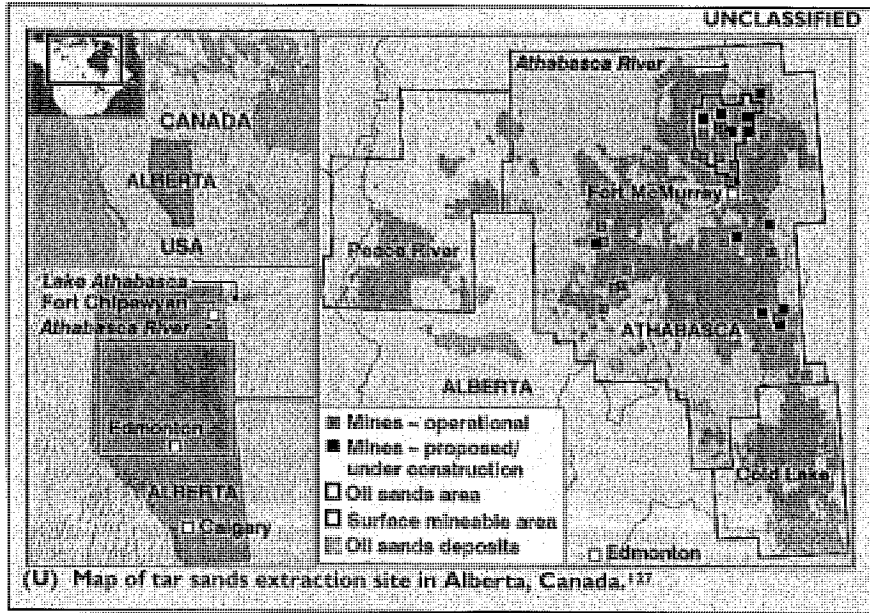 UNCLASSIFIED
CANADA
ALBERTA
USA
Lake Athabasca
Fort Chipewyan
Athabasca River
Edmonton
ALBERTA
Calgary
Athabasca River
Fort McMurray
Peace River
ATHABASCA
ALBERTA
Cold Lake
Edmonton
Mines – operational
Mines – proposed/
under construction
Oil sands area
Surface mineable area
Oil sands deposits
(U) Map of tar sands extraction site in Alberta, Canada.¹³⁷